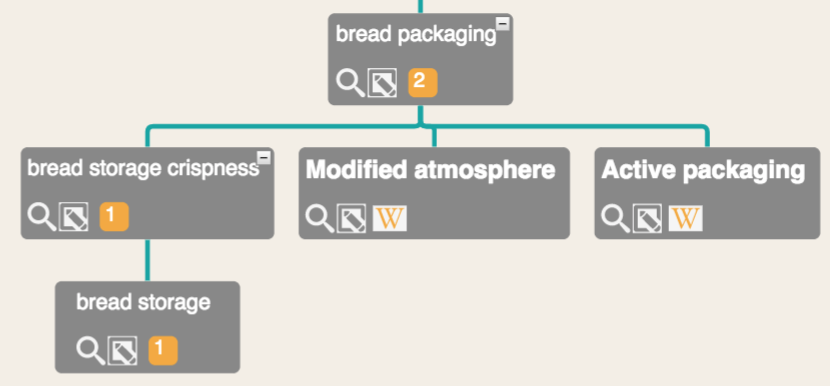 bread packaging
2
bread storage crispness
1
Modified atmosphere
W
Active packaging
W
bread storage
1